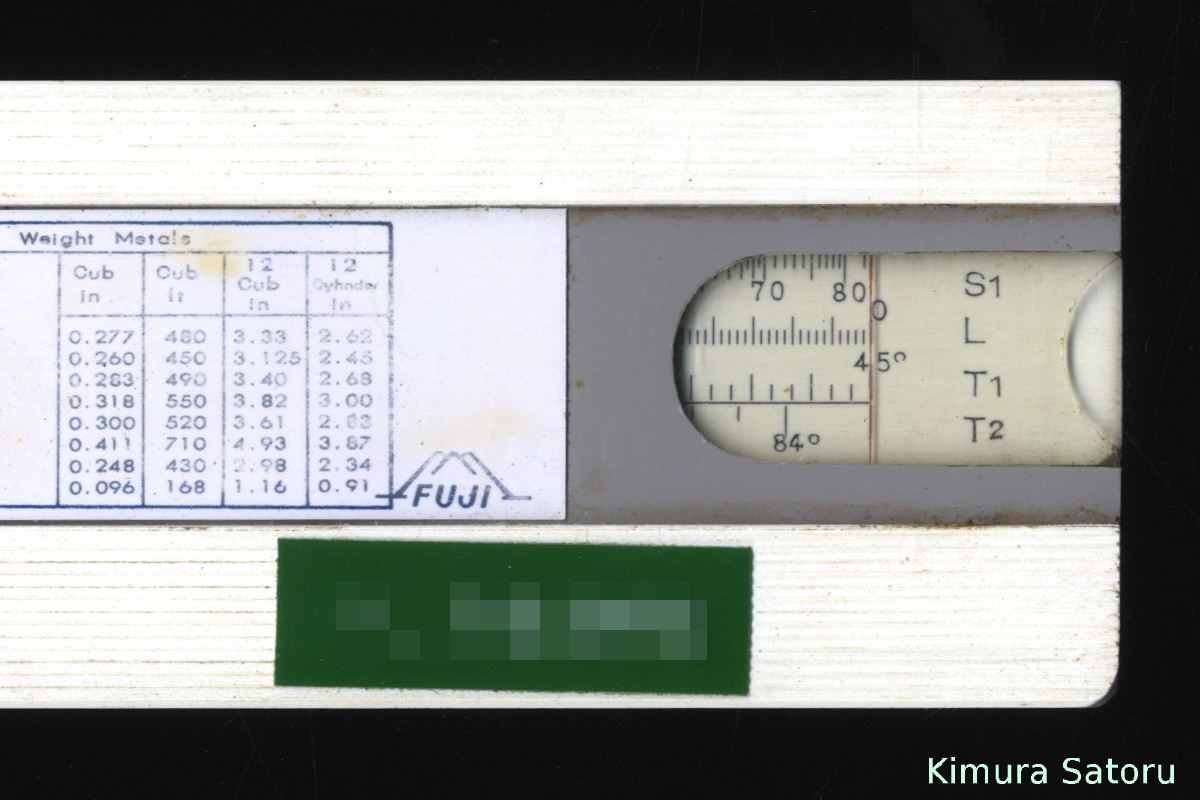 Weight Metals
Cub in Cub ft 12 Cub in 12 Cylinder in
0.277 480 3.33 2.62
0.260 450 3.125 2.45
0.283 490 3.40 2.68
0.318 550 3.82 3.00
0.300 520 3.61 2.83
0.411 710 4.93 3.87
0.248 430 2.98 2.34
0.096 168 1.16 0.91
FUJI
70 80 0 S1
L
45°
T1
84° T2
Kimura Satoru